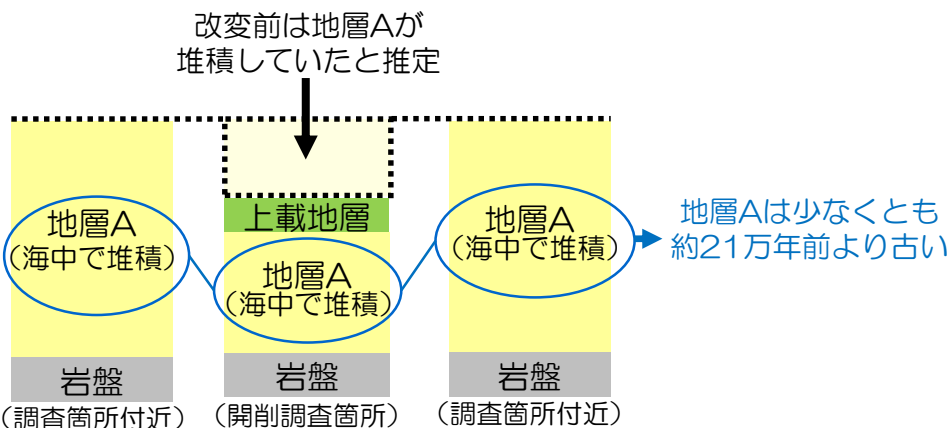 改変前は地層Aが
堆積していたと推定
地層A
(海中で堆積)
上載地層
地層A
(海中で堆積)
地層A
(海中で堆積)
地層Aは少なくとも
約21万年前より古い
岩盤
(調査箇所付近)
岩盤
(開削調査箇所)
岩盤
(調査箇所付近)